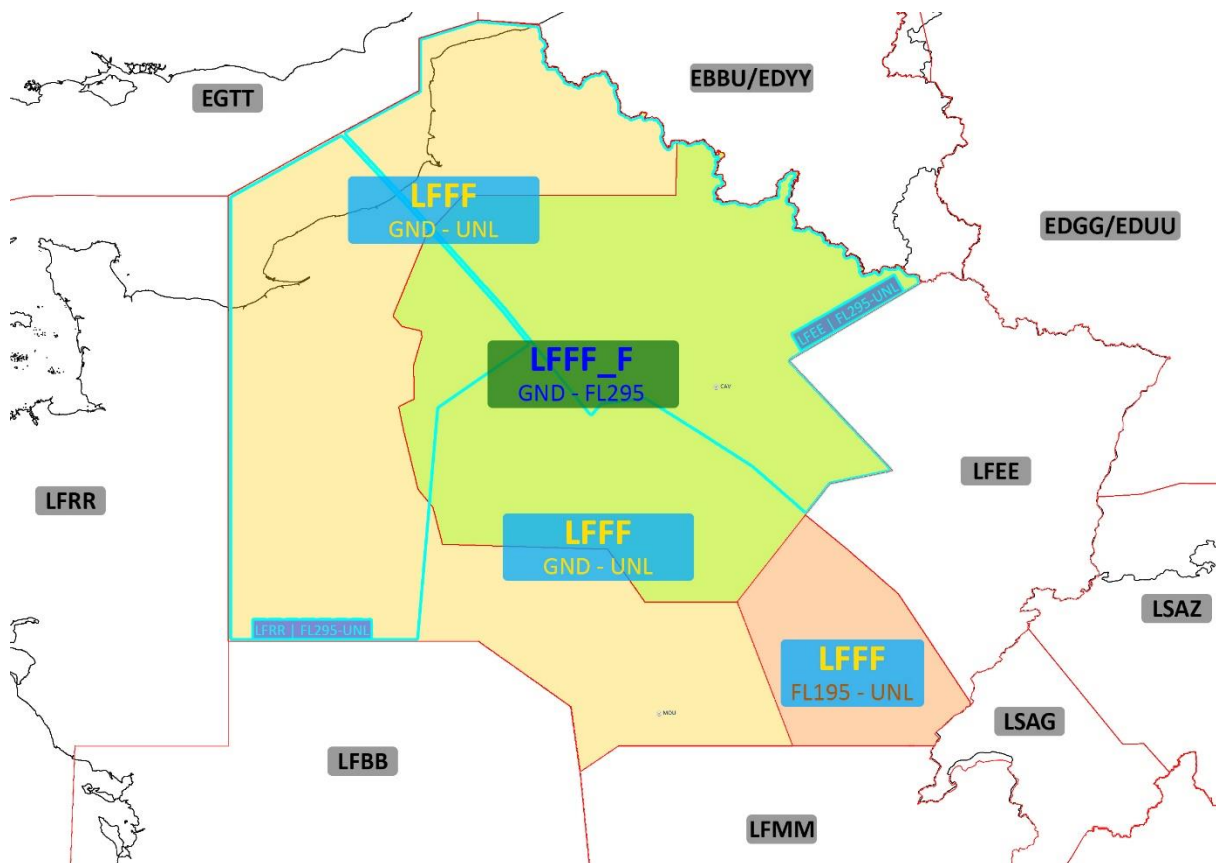 EBBU/EDYY
EGTT
LFFF
GND - UNL
EDGG/EDUU
LFEE | FL295-UNL
LFFF_F
GND - FL295
CAV
LFRR
LFEE
LFFF
GND - UNL
LSAZ
LFRR | FL295-UNL
LFFF
FL195 - UNL
MOU
LSAG
LFBB
LFMM